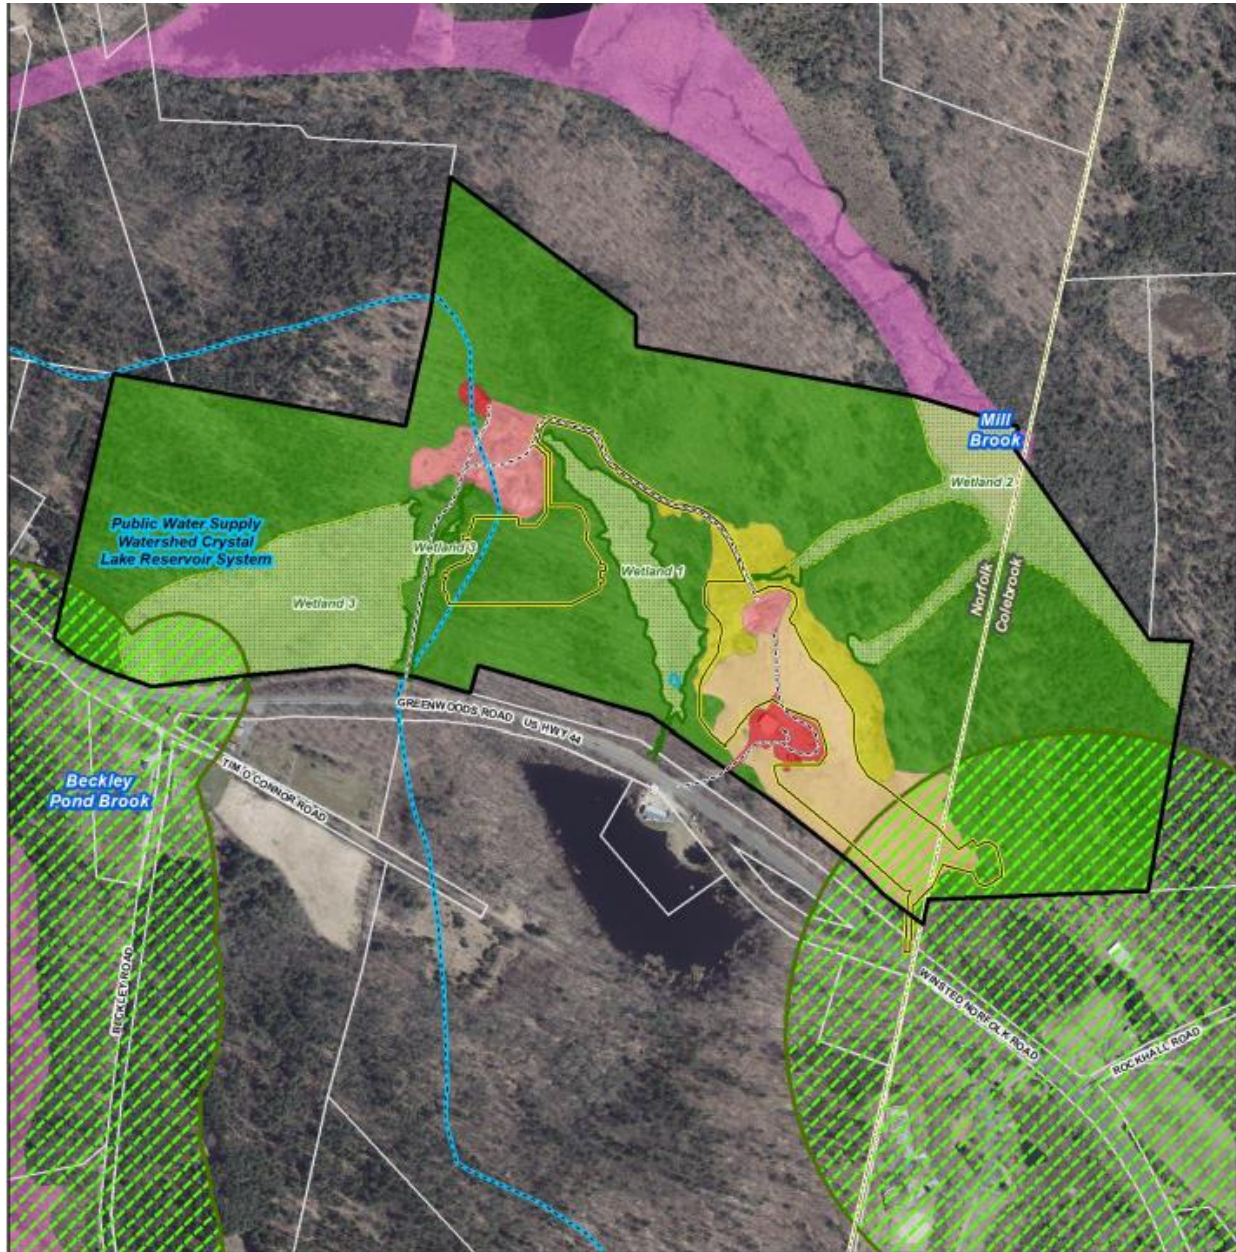 Mill
Brook
Wetland 2
Public Water Supply
Watershed Crystal
Lake Reservoir System
Wetland 3
Wetland 1
Wetland 3
Norfolk
Colebrook
GREENWOODS ROAD US HWY 44
TIM O'CONNOR ROAD
Beckley
Pond Brook
BECKLEY ROAD
WINSTED NORFOLK ROAD
ROCKHALL ROAD